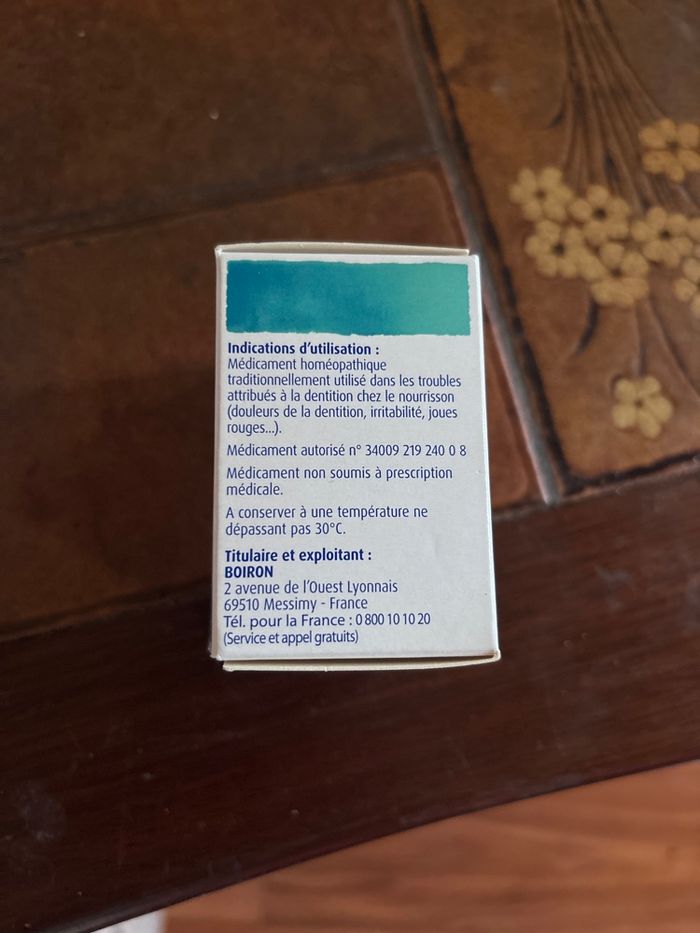 Indications d'utilisation :
Médicament homéopathique
traditionnellement utilisé dans les troubles
attribués à la dentition chez le nourrisson
(douleurs de la dentition, irritabilité, joues
rouges...).
Médicament autorisé n° 34009 219 240 0 8
Médicament non soumis à prescription
médicale.
A conserver à une température ne
dépassant pas 30°C.
Titulaire et exploitant :
BOIRON
2 avenue de l'Ouest Lyonnais
69510 Messimy - France
Tél. pour la France : 0 800 10 10 20
(Service et appel gratuits)